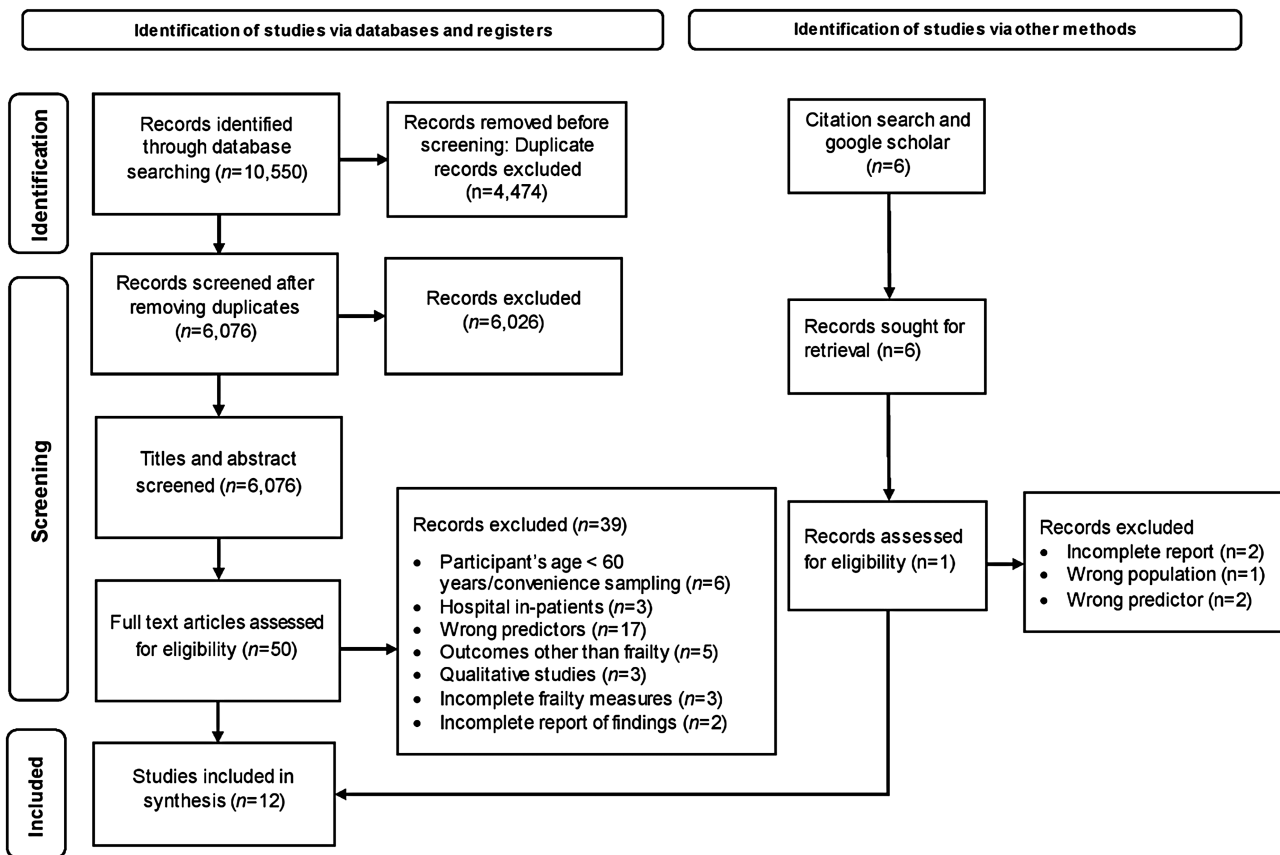 Identification of studies via databases and registers
Identification of studies via other methods
Identification
Records identified
through database
searching (n=10,550)
Records removed before
screening: Duplicate
records excluded
(n=4,474)
Citation search and
google scholar
(n=6)
Screening
Records screened after
removing duplicates
(n=6,076)
Records excluded
(n=6,026)
Records sought for
retrieval (n=6)
Titles and abstract
screened (n=6,076)
Full text articles assessed
for eligibility (n=50)
Records excluded (n=39)
• Participant's age < 60
years/convenience sampling (n=6)
• Hospital in-patients (n=3)
• Wrong predictors (n=17)
• Outcomes other than frailty (n=5)
• Qualitative studies (n=3)
• Incomplete frailty measures (n=3)
• Incomplete report of findings (n=2)
Records assessed
for eligibility (n=1)
Records excluded
• Incomplete report (n=2)
• Wrong population (n=1)
• Wrong predictor (n=2)
Included
Studies included in
synthesis (n=12)